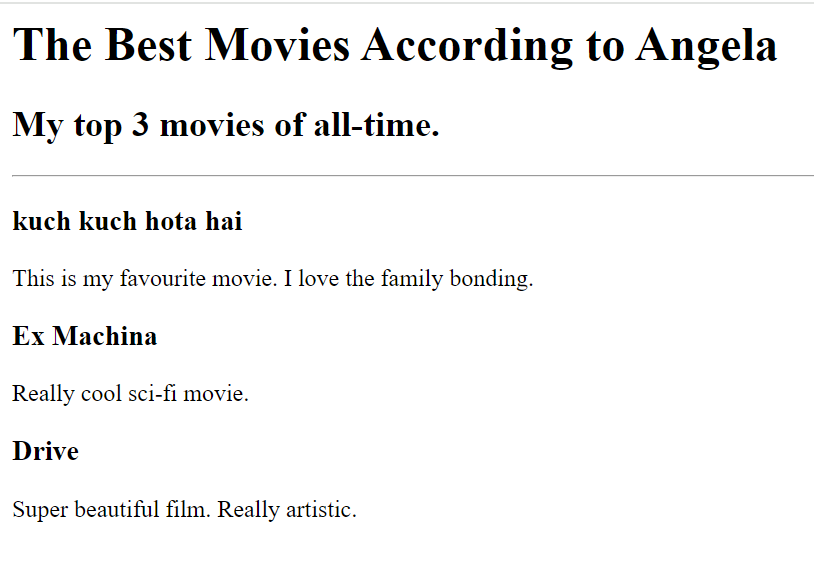 The Best Movies According to Angela
My top 3 movies of all-time.
kuch kuch hota hai
This is my favourite movie. I love the family bonding.
Ex Machina
Really cool sci-fi movie.
Drive
Super beautiful film. Really artistic.